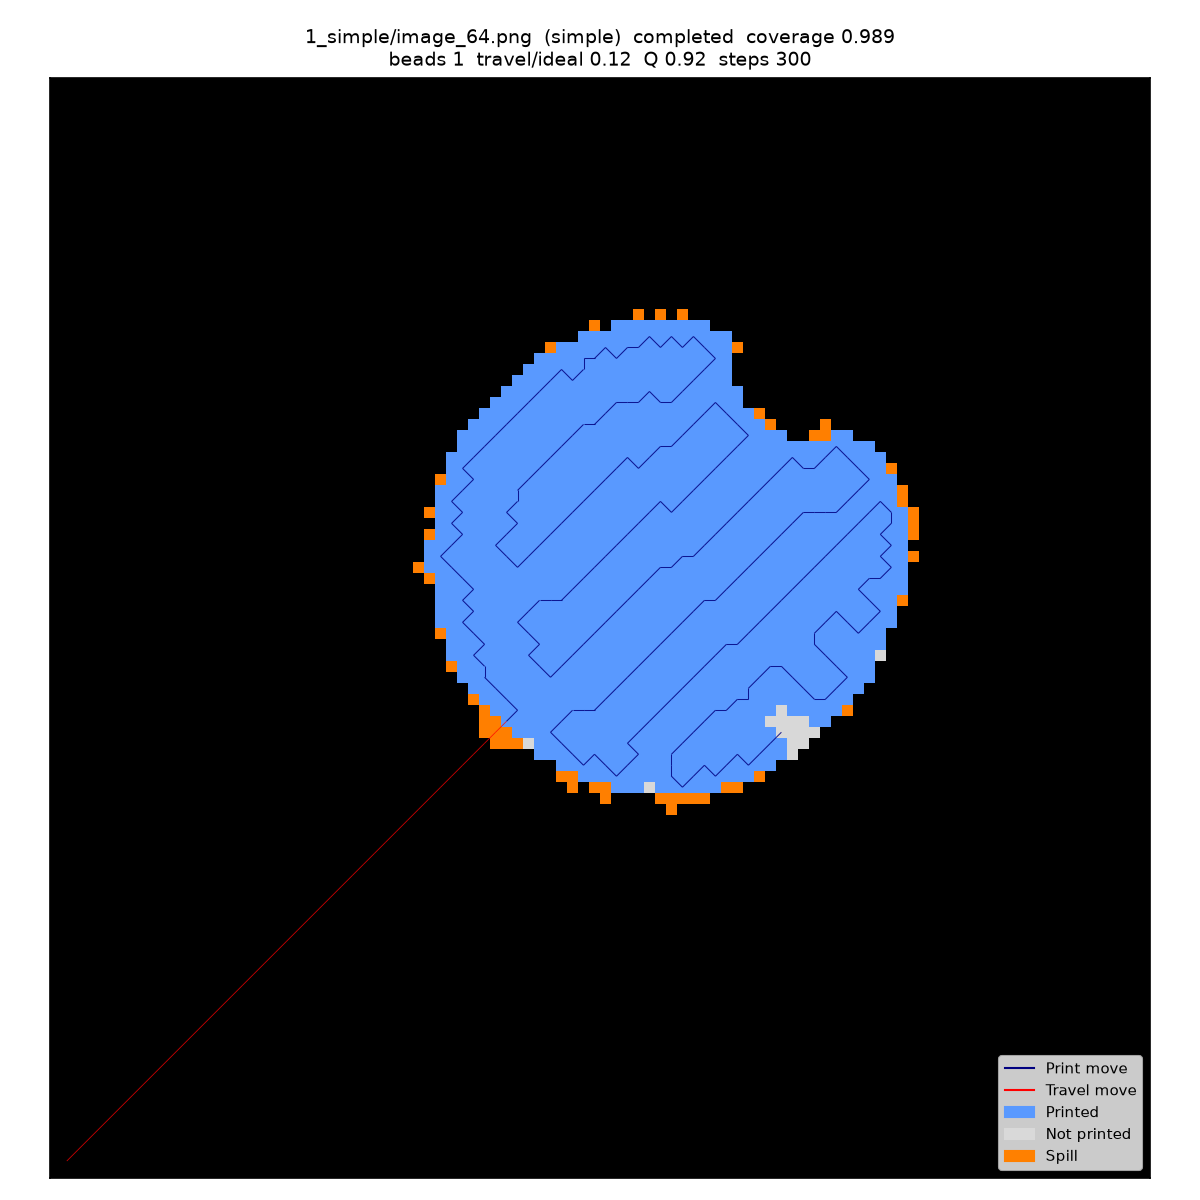 1_simple/image_64.png  (simple)  completed  coverage 0.989
beads 1  travel/ideal 0.12  Q 0.92  steps 300
Print move
Travel move
Printed
Not printed
Spill